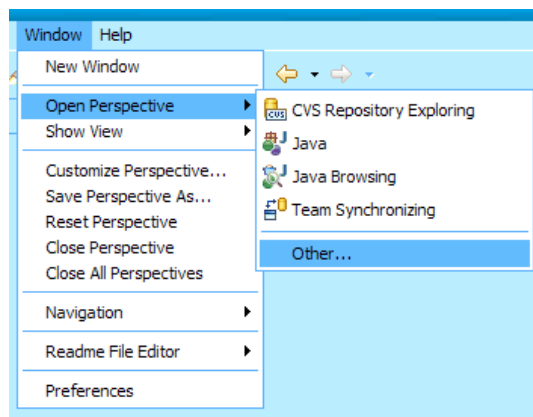 Window Help
New Window
Open Perspective
Show View
Customize Perspective...
Save Perspective As...
Reset Perspective
Close Perspective
Close All Perspectives
Navigation
Readme File Editor
Preferences
CVS CVS Repository Exploring
J Java
J Java Browsing
Team Synchronizing
Other...